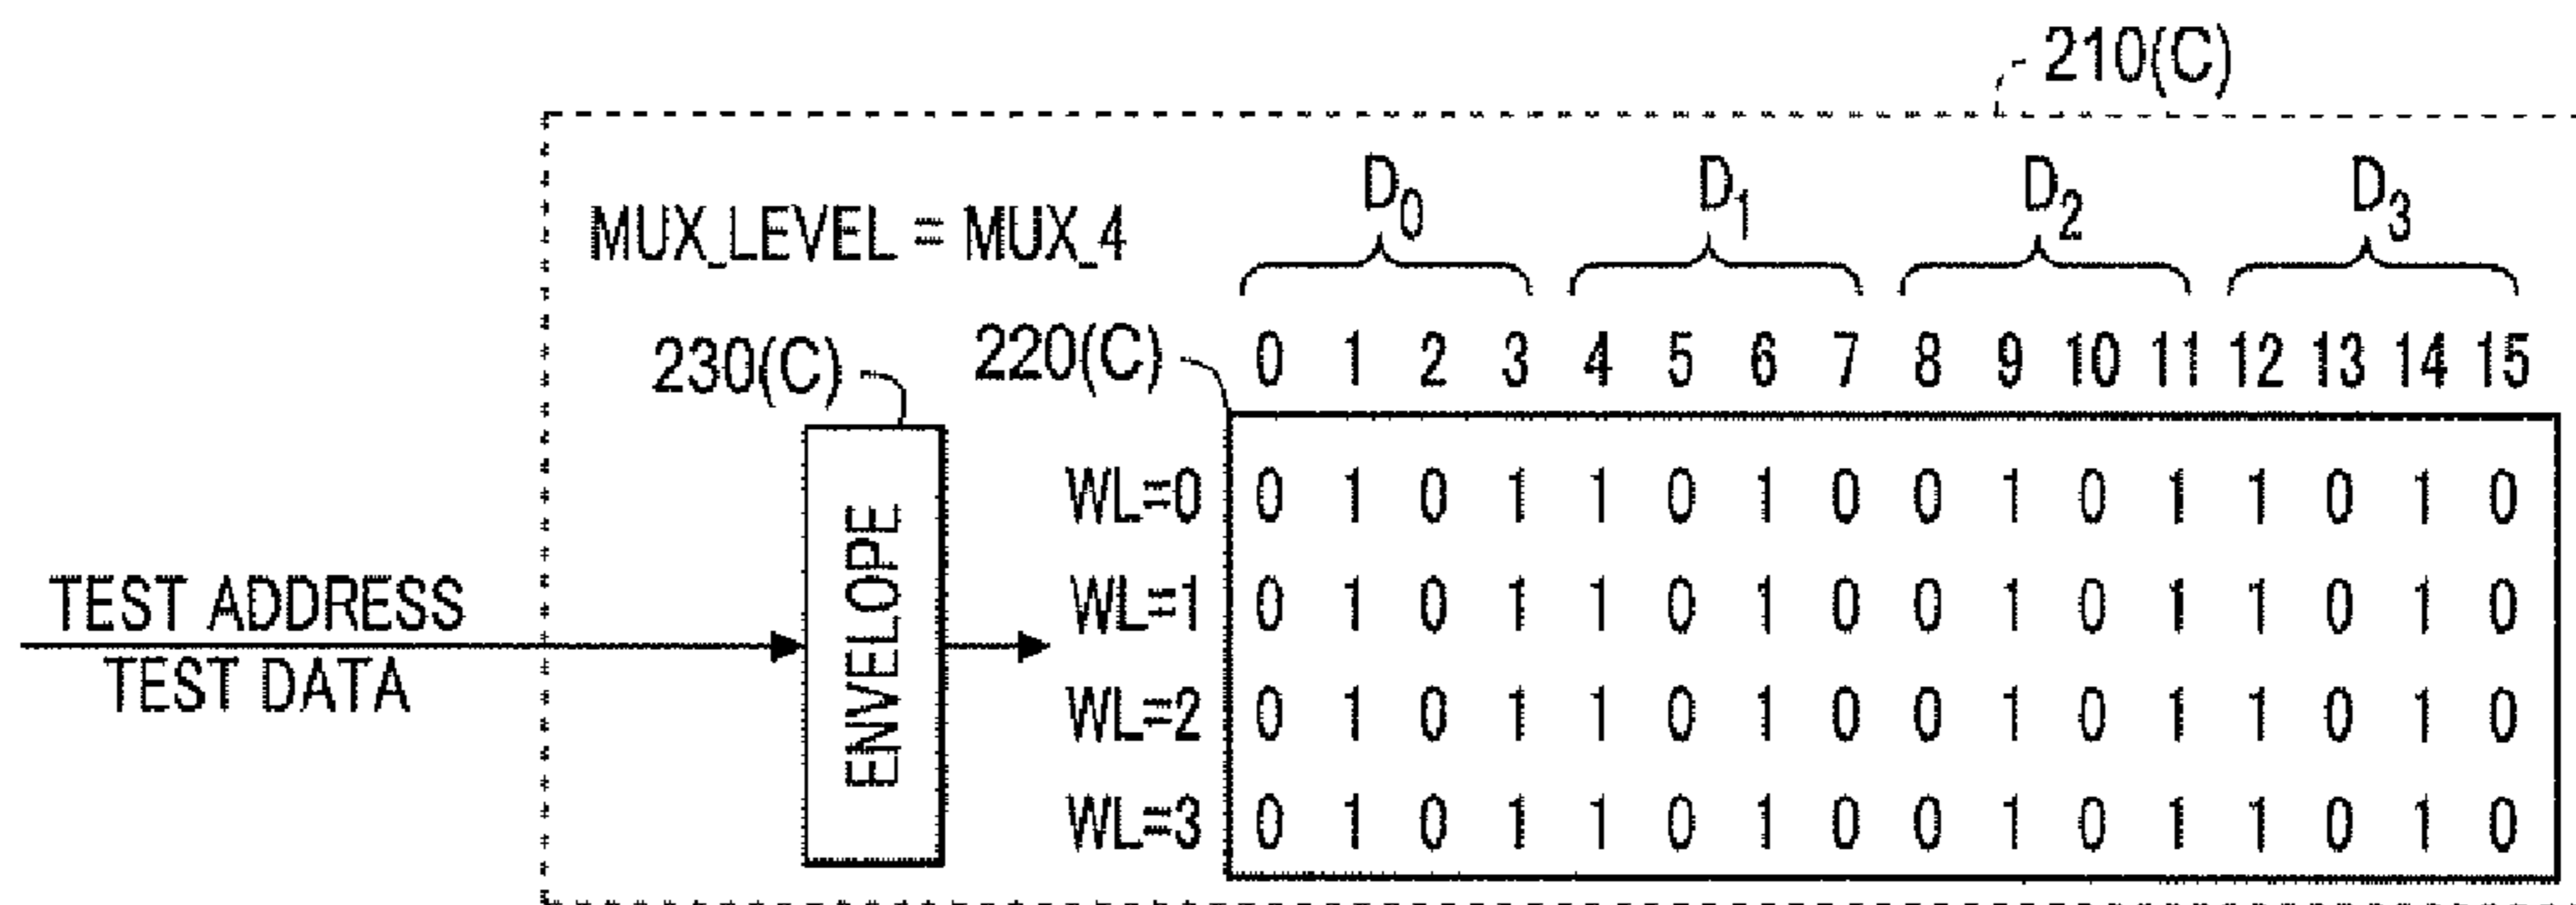 210(C)
D0 D1 D2 D3
MUX_LEVEL = MUX_4
230(C) 220(C) 0 1 2 3 4 5 6 7 8 9 10 11 12 13 14 15
WL=0 0 1 0 1 1 0 1 0 0 1 0 1 1 0 1 0
WL=1 0 1 0 1 1 0 1 0 0 1 0 1 1 0 1 0
WL=2 0 1 0 1 1 0 1 0 0 1 0 1 1 0 1 0
WL=3 0 1 0 1 1 0 1 0 0 1 0 1 1 0 1 0
ENVELOPE
TEST ADDRESS
TEST DATA